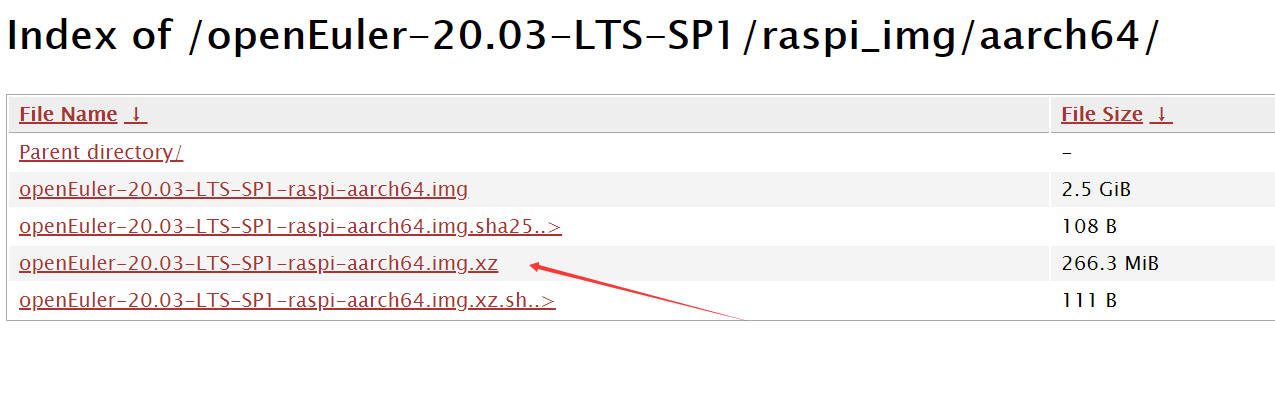 Index of /openEuler-20.03-LTS-SP1/raspi_img/aarch64/
File Name ↓ File Size ↓
Parent directory/ -
openEuler-20.03-LTS-SP1-raspi-aarch64.img 2.5 GiB
openEuler-20.03-LTS-SP1-raspi-aarch64.img.sha25..> 108 B
openEuler-20.03-LTS-SP1-raspi-aarch64.img.xz 266.3 MiB
openEuler-20.03-LTS-SP1-raspi-aarch64.img.xz.sh..> 111 B